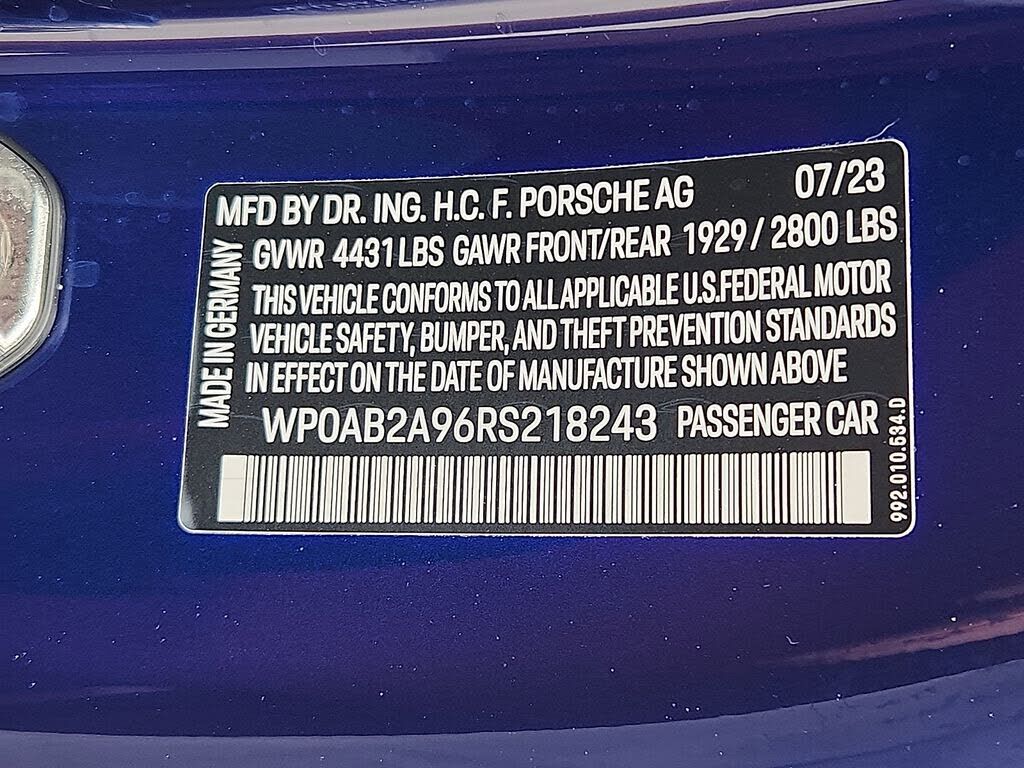 MFD BY DR. ING. H.C. F. PORSCHE AG 07/23
GVWR 4431 LBS GAWR FRONT/REAR 1929 / 2800 LBS
THIS VEHICLE CONFORMS TO ALL APPLICABLE U.S.FEDERAL MOTOR
VEHICLE SAFETY, BUMPER, AND THEFT PREVENTION STANDARDS
IN EFFECT ON THE DATE OF MANUFACTURE SHOWN ABOVE
WP0AB2A96RS218243 PASSENGER CAR
MADE IN GERMANY
992.010.534.D